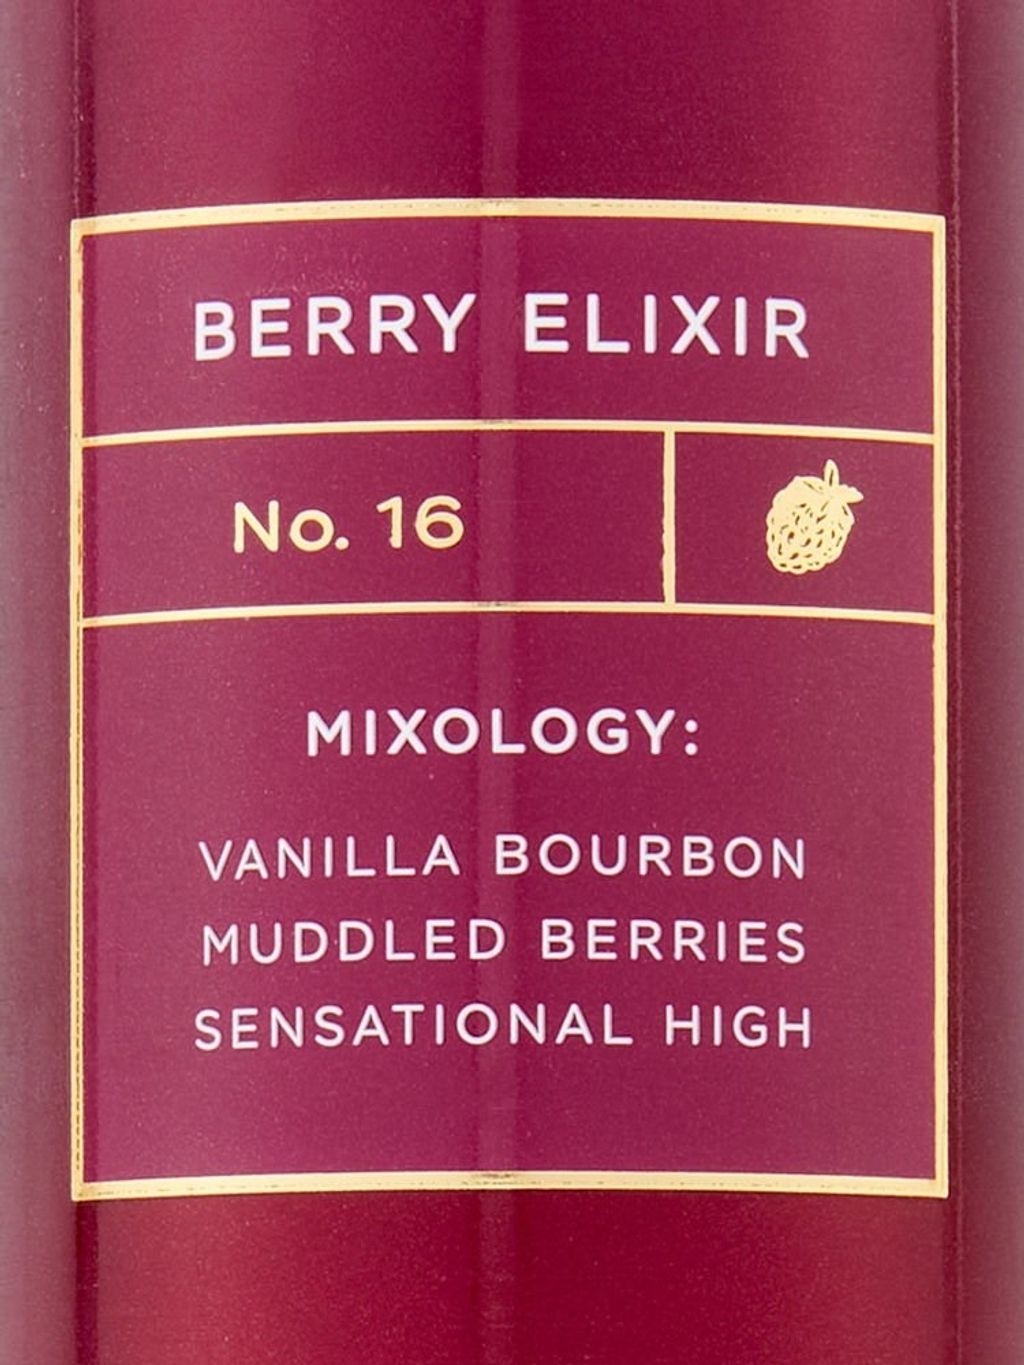 BERRY ELIXIR
No. 16
MIXOLOGY:
VANILLA BOURBON
MUDDLED BERRIES
SENSATIONAL HIGH